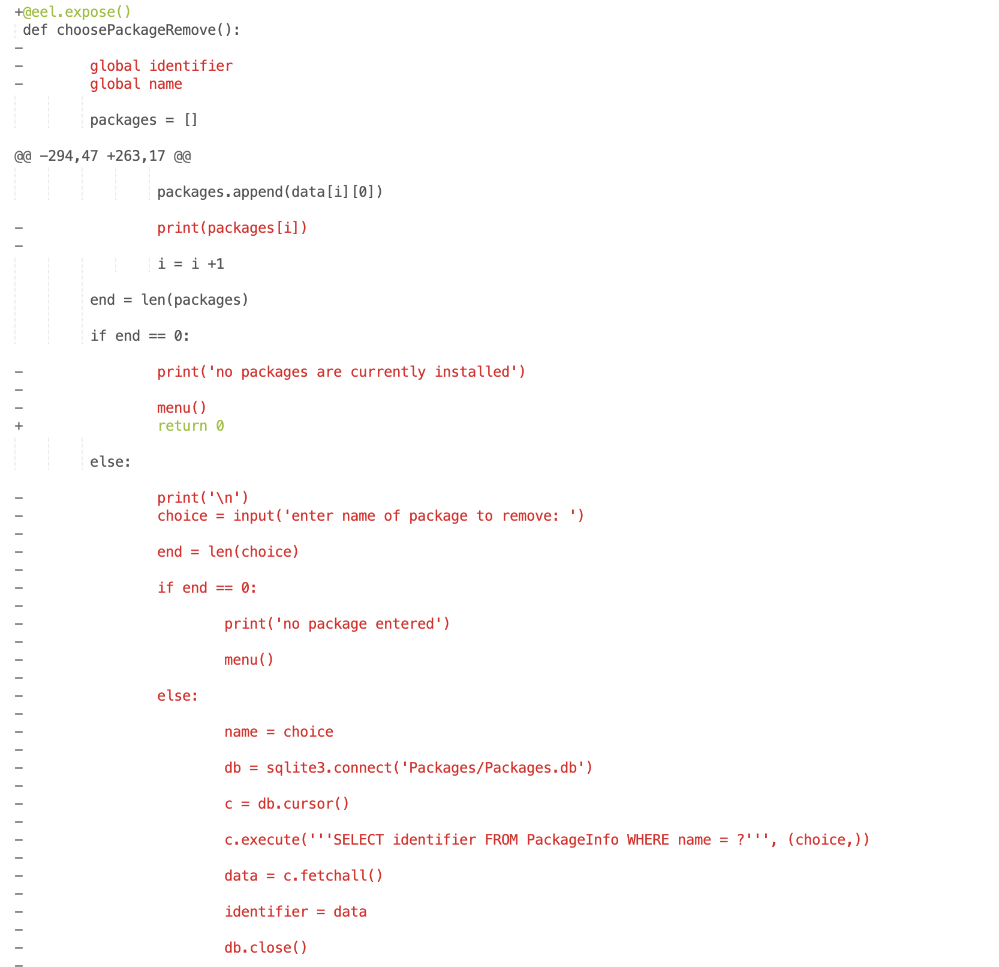 +@eel.expose()
 def choosePackageRemove():
-
-        global identifier
-        global name

         packages = []

@@ -294,47 +263,17 @@

                 packages.append(data[i][0])

-                print(packages[i])
-
                 i = i +1

         end = len(packages)

         if end == 0:

-                print('no packages are currently installed')
-
-                menu()
+                return 0

         else:

-                print('\n')
-                choice = input('enter name of package to remove: ')
-
-                end = len(choice)
-
-                if end == 0:
-
-                        print('no package entered')
-
-                        menu()
-
-                else:
-
-                        name = choice
-
-                        db = sqlite3.connect('Packages/Packages.db')
-
-                        c = db.cursor()
-
-                        c.execute('''SELECT identifier FROM PackageInfo WHERE name = ?''', (choice,))
-
-                        data = c.fetchall()
-
-                        identifier = data
-
-                        db.close()
-